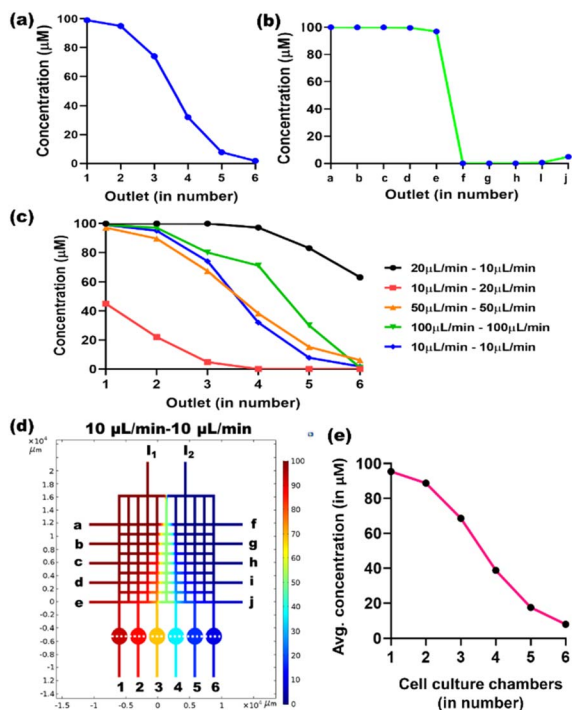 (a)
Concentration (µM)
100
80
60
40
20
0
1 2 3 4 5 6
Outlet (in number)
(b)
Concentration (µM)
100
80
60
40
20
0
a b c d e f g h I j
Outlet (in number)
(c)
Concentration (µM)
100
80
60
40
20
0
1 2 3 4 5 6
Outlet (in number)
20µL/min - 10µL/min
10µL/min - 20µL/min
50µL/min - 50µL/min
100µL/min - 100µL/min
10µL/min - 10µL/min
(d)
10 µL/min-10 µL/min
µm
I₁ I₂
2
1.8
1.6
1.4
1.2
1
0.8
0.6
0.4
0.2
0
-0.2
-0.4
-0.6
-0.8
-1
-1.2
-1.4
a f
b g
c h
d i
e j
1 2 3 4 5 6
-1.5 -1 -0.5 0 0.5 1
µm
100
90
80
70
60
50
40
30
20
10
0
(e)
Avg. concentration (in µM)
100
80
60
40
20
0
1 2 3 4 5 6
Cell culture chambers
(in number)